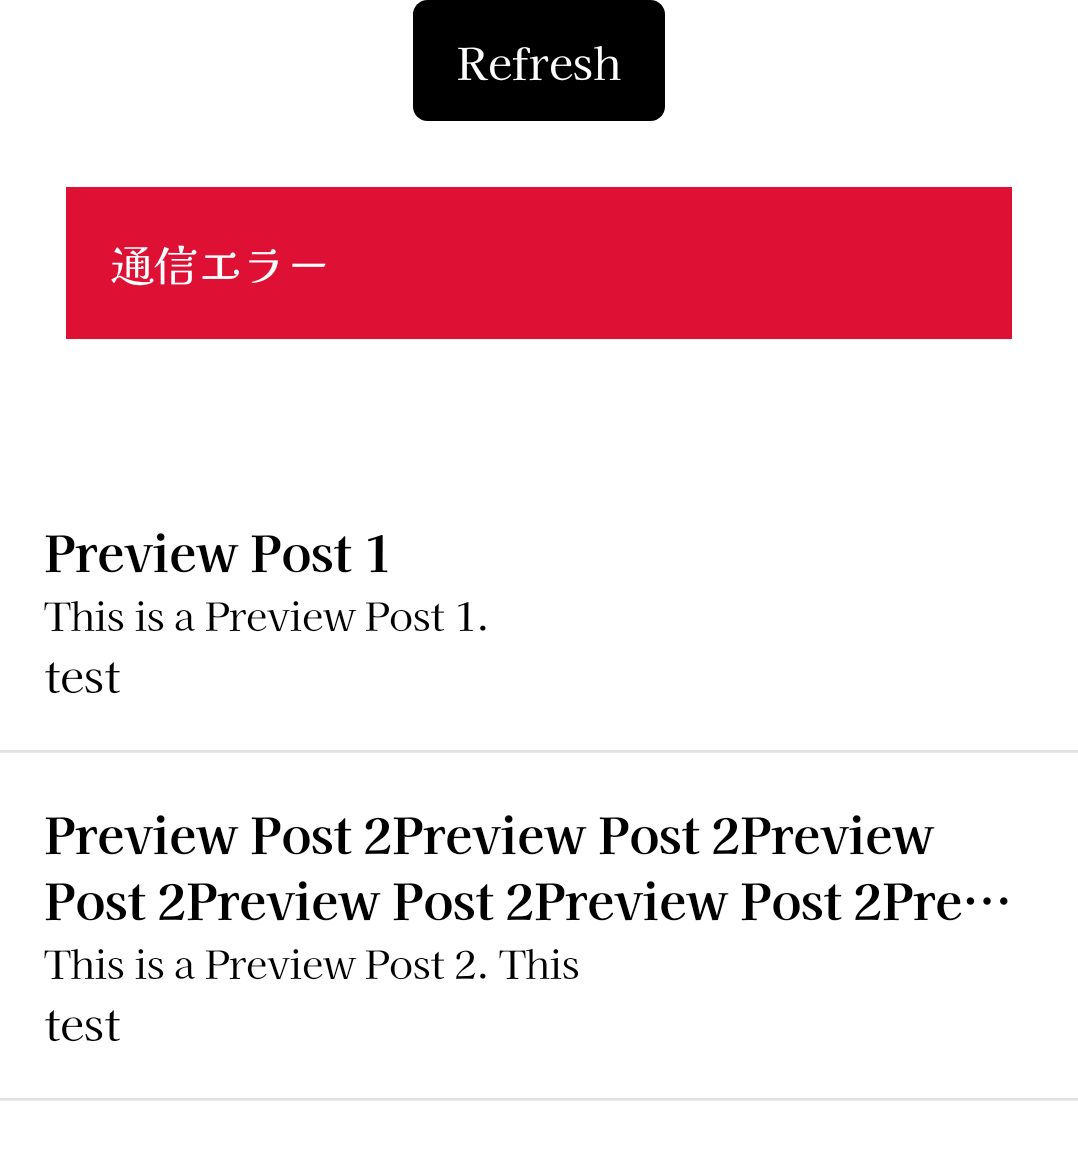 Refresh
通信エラー
Preview Post 1
This is a Preview Post 1.
test
Preview Post 2Preview Post 2Preview
Post 2Preview Post 2Preview Post 2Pre…
This is a Preview Post 2. This
test